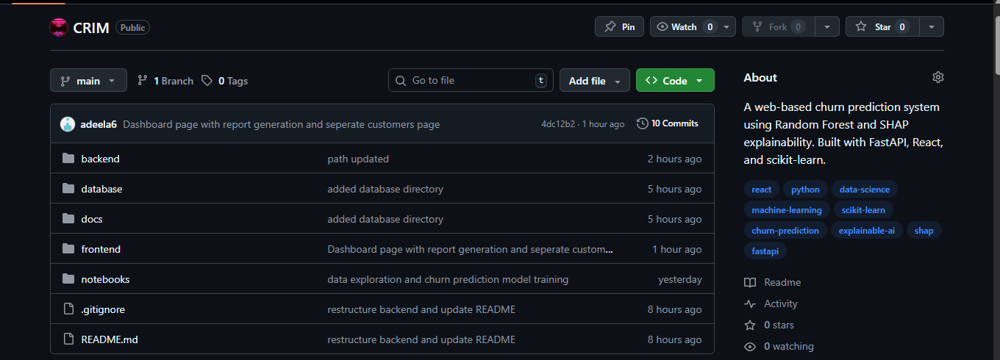 CRIM Public Pin Watch 0 Fork 0 Star 0
main 1 Branch 0 Tags Go to file t Add file Code
adeela6 Dashboard page with report generation and seperate customers page 4dc12b2 · 1 hour ago 10 Commits
backend path updated 2 hours ago
database added database directory 5 hours ago
docs added database directory 5 hours ago
frontend Dashboard page with report generation and seperate custom... 1 hour ago
notebooks data exploration and churn prediction model training yesterday
.gitignore restructure backend and update README 8 hours ago
README.md restructure backend and update README 8 hours ago
About
A web-based churn prediction system
using Random Forest and SHAP
explainability. Built with FastAPI, React,
and scikit-learn.
react python data-science
machine-learning scikit-learn
churn-prediction explainable-ai shap
fastapi
Readme
Activity
0 stars
0 watching